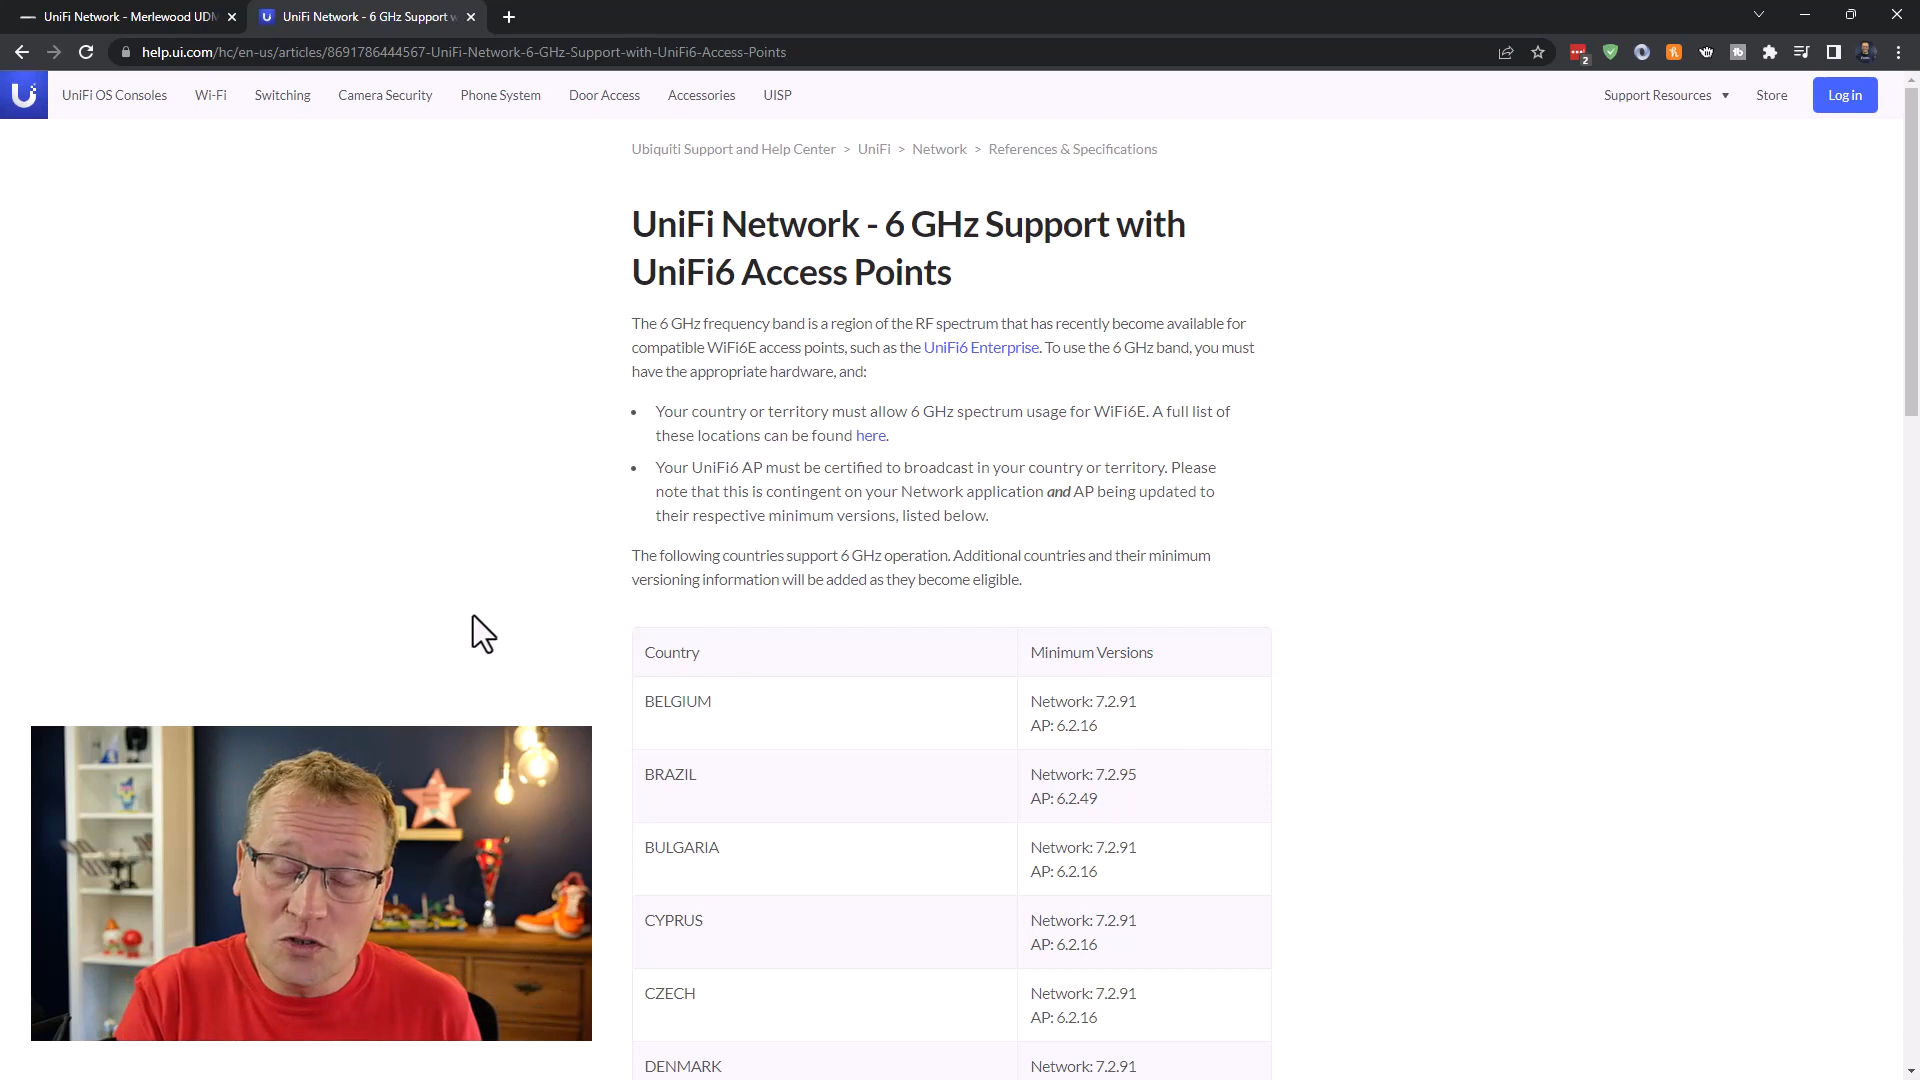 UniFi Network - Merlewood UDM
UniFi Network - 6 GHz Support w
help.ui.com/hc/en-us/articles/8691786444567-UniFi-Network-6-GHz-Support-with-UniFi6-Access-Points
2
UniFi OS Consoles Wi-Fi Switching Camera Security Phone System Door Access Accessories UISP Support Resources Store Log in
Ubiquiti Support and Help Center > UniFi > Network > References & Specifications
UniFi Network - 6 GHz Support with
UniFi6 Access Points
The 6 GHz frequency band is a region of the RF spectrum that has recently become available for
compatible WiFi6E access points, such as the UniFi6 Enterprise. To use the 6 GHz band, you must
have the appropriate hardware, and:
• Your country or territory must allow 6 GHz spectrum usage for WiFi6E. A full list of
these locations can be found here.
• Your UniFi6 AP must be certified to broadcast in your country or territory. Please
note that this is contingent on your Network application and AP being updated to
their respective minimum versions, listed below.
The following countries support 6 GHz operation. Additional countries and their minimum
versioning information will be added as they become eligible.
Country Minimum Versions
BELGIUM Network: 7.2.91
AP: 6.2.16
BRAZIL Network: 7.2.95
AP: 6.2.49
BULGARIA Network: 7.2.91
AP: 6.2.16
CYPRUS Network: 7.2.91
AP: 6.2.16
CZECH Network: 7.2.91
AP: 6.2.16
DENMARK Network: 7.2.91